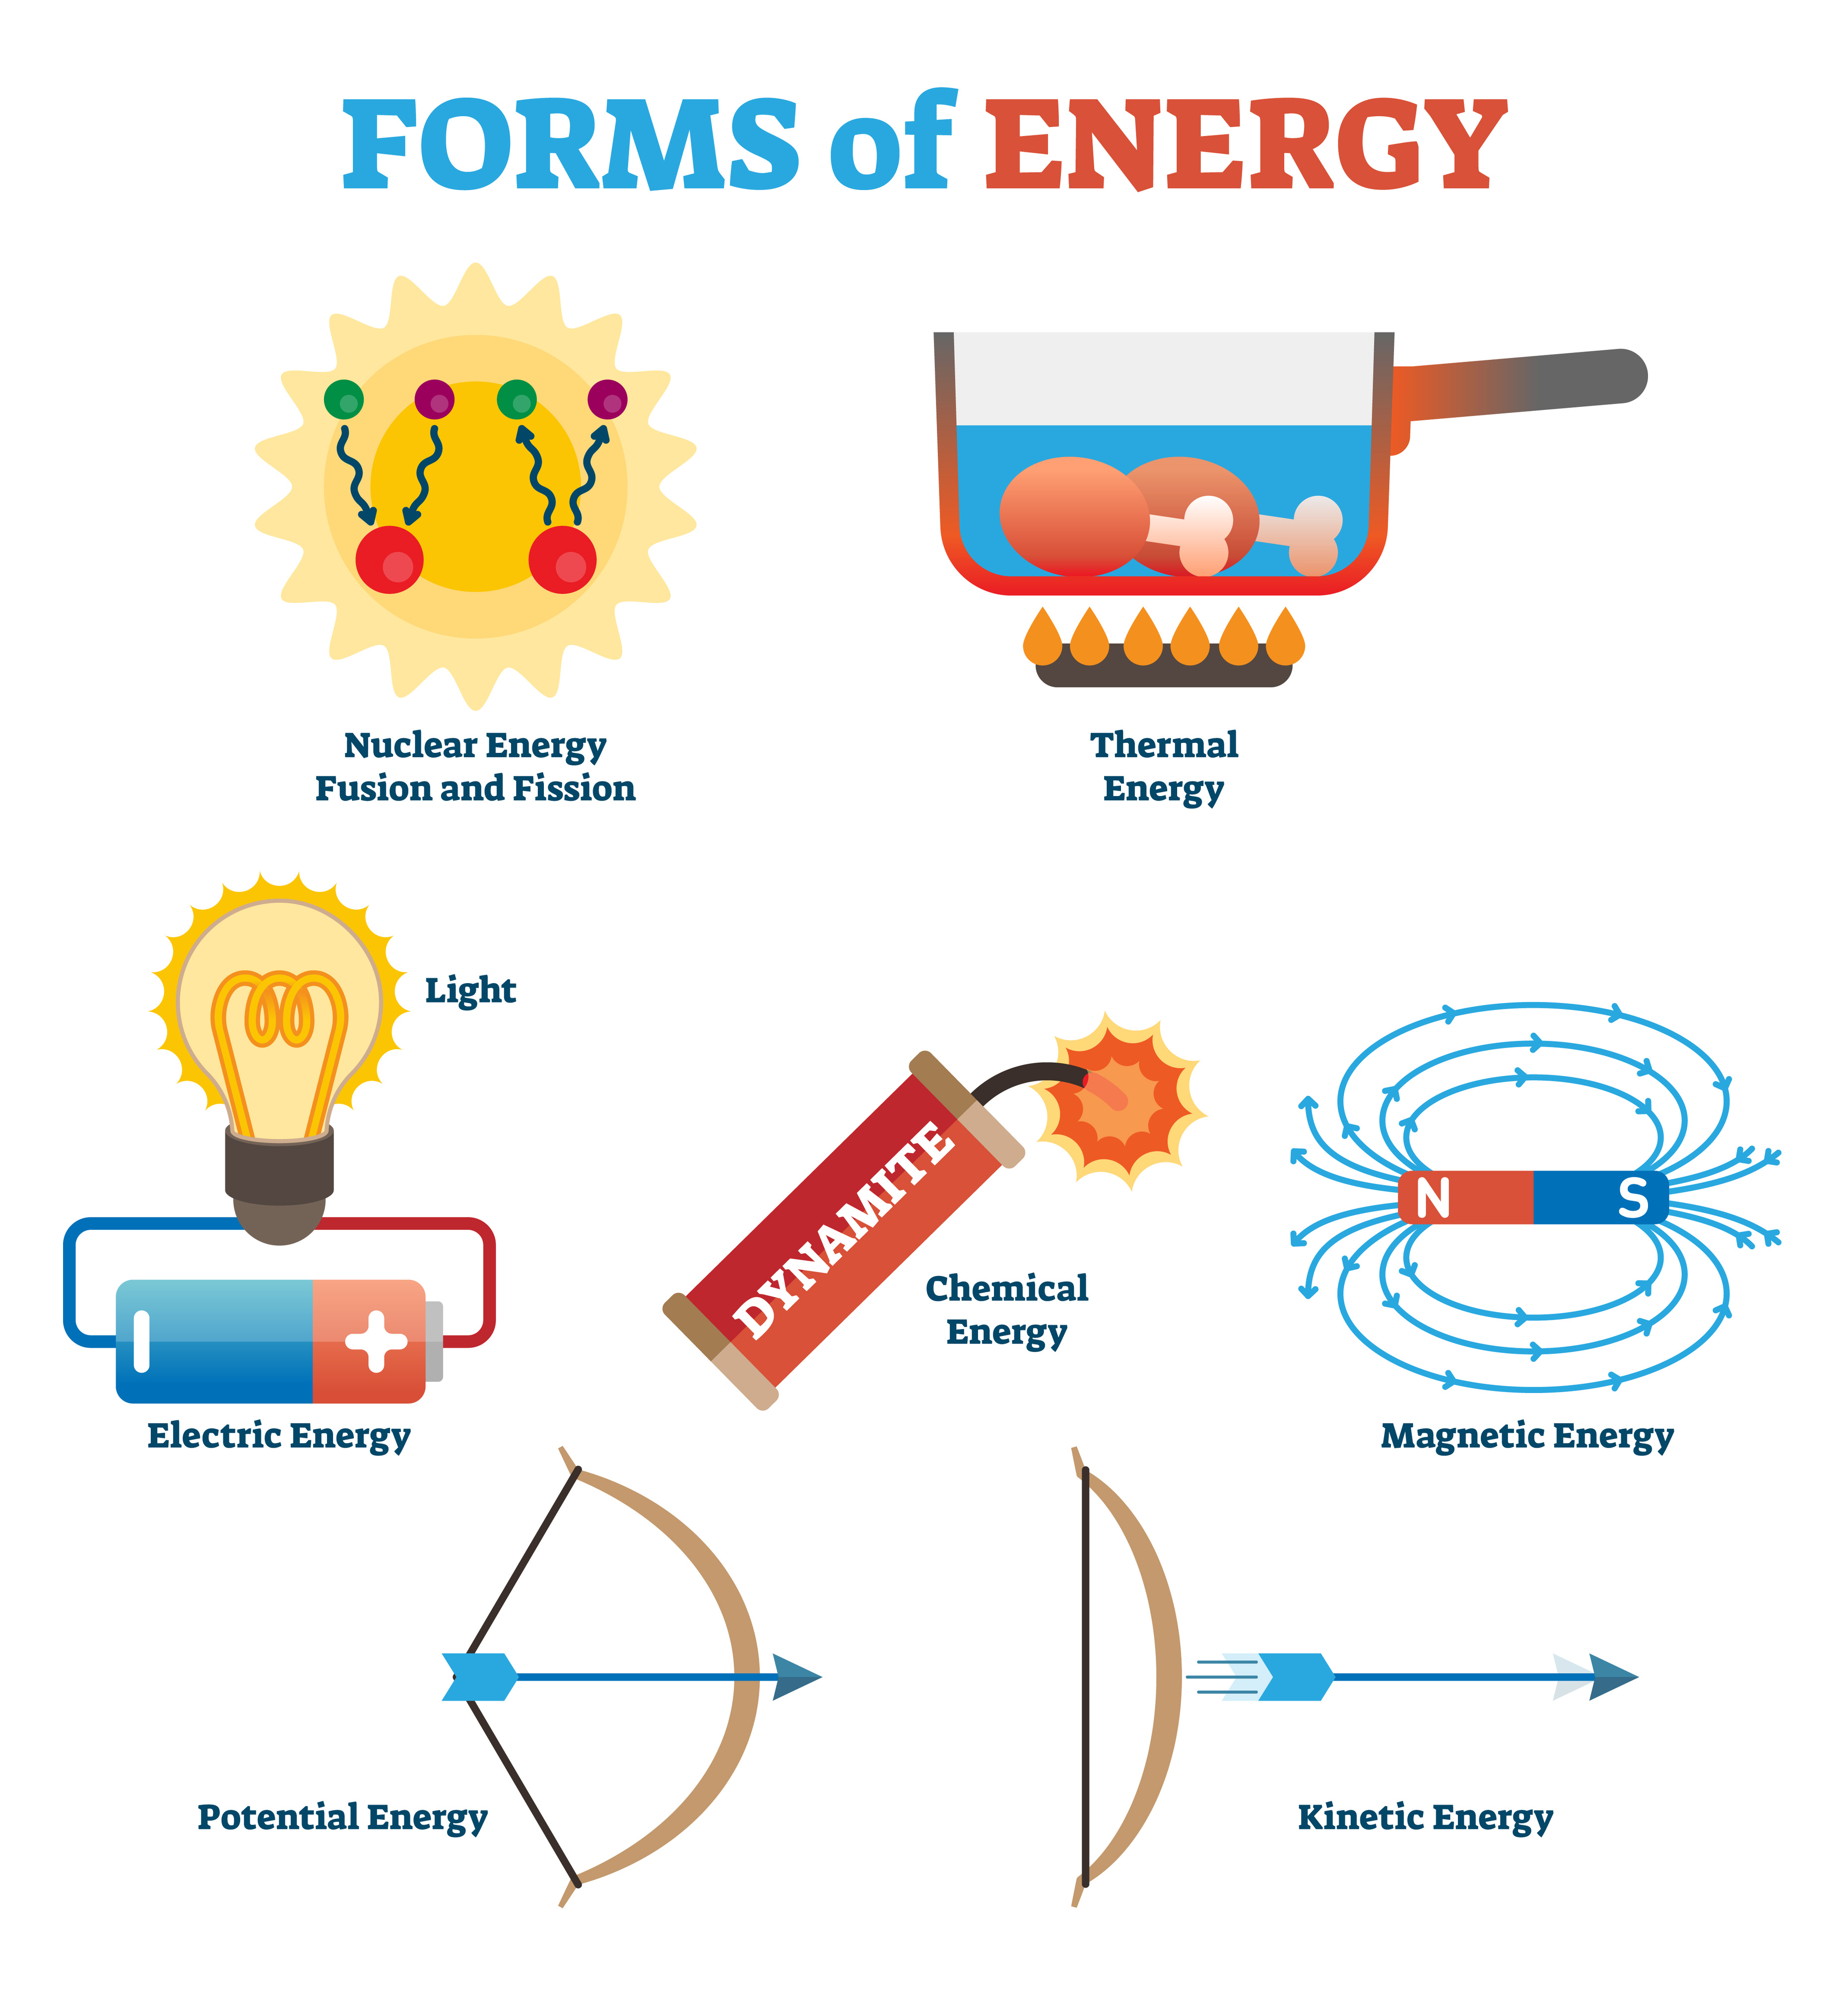 FORMS of ENERGY
Nuclear Energy
Fusion and Fission
Thermal
Energy
Light
DYNAMITE
Chemical
Energy
N S
Electric Energy
Magnetic Energy
Potential Energy
Kinetic Energy